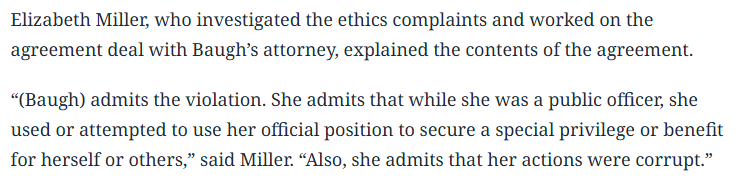 Elizabeth Miller, who investigated the ethics complaints and worked on the
agreement deal with Baugh’s attorney, explained the contents of the agreement.
“(Baugh) admits the violation. She admits that while she was a public officer, she
used or attempted to use her official position to secure a special privilege or benefit
for herself or others,” said Miller. “Also, she admits that her actions were corrupt.”